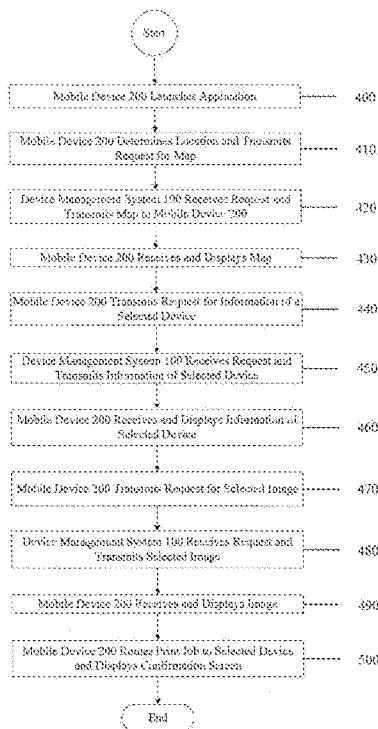 Start
Mobile Device 200 Launches Application
400
Mobile Device 200 Determines Location and Transmits
Request for Map
410
Device Management System 100 Receives Request and
Transmits Map to Mobile Device 200
420
Mobile Device 200 Receives and Displays Map
430
Mobile Device 200 Transmits Request for Information of a
Selected Device
440
Device Management System 100 Receives Request and
Transmits Information of Selected Device
450
Mobile Device 200 Receives and Displays Information of
Selected Device
460
Mobile Device 200 Transmits Request for Selected Image
470
Device Management System 100 Receives Request and
Transmits Selected Image
480
Mobile Device 200 Receives and Displays Image
490
Mobile Device 200 Routes Print Job to Selected Device
and Displays Confirmation Screen
500
End